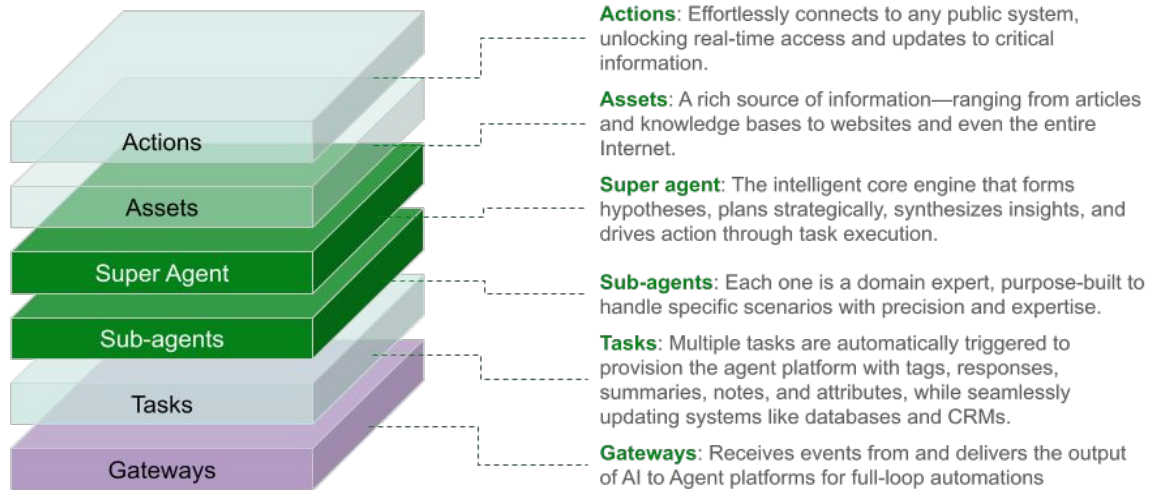 Actions: Effortlessly connects to any public system,
unlocking real-time access and updates to critical
information.
Actions
Assets: A rich source of information—ranging from articles
and knowledge bases to websites and even the entire
Internet.
Assets
Super agent: The intelligent core engine that forms
hypotheses, plans strategically, synthesizes insights, and
drives action through task execution.
Super Agent
Sub-agents: Each one is a domain expert, purpose-built to
handle specific scenarios with precision and expertise.
Sub-agents
Tasks: Multiple tasks are automatically triggered to
provision the agent platform with tags, responses,
summaries, notes, and attributes, while seamlessly
updating systems like databases and CRMs.
Tasks
Gateways: Receives events from and delivers the output
of AI to Agent platforms for full-loop automations
Gateways